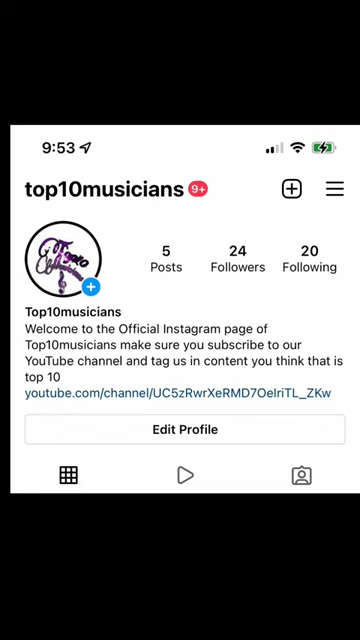 9:53
top10musicians 9+
5 24 20
Posts Followers Following
Top10musicians
Welcome to the Official Instagram page of
Top10musicians make sure you subscribe to our
YouTube channel and tag us in content you think that is
top 10
youtube.com/channel/UC5zRwrXeRMD7OelriTL_ZKw
Edit Profile